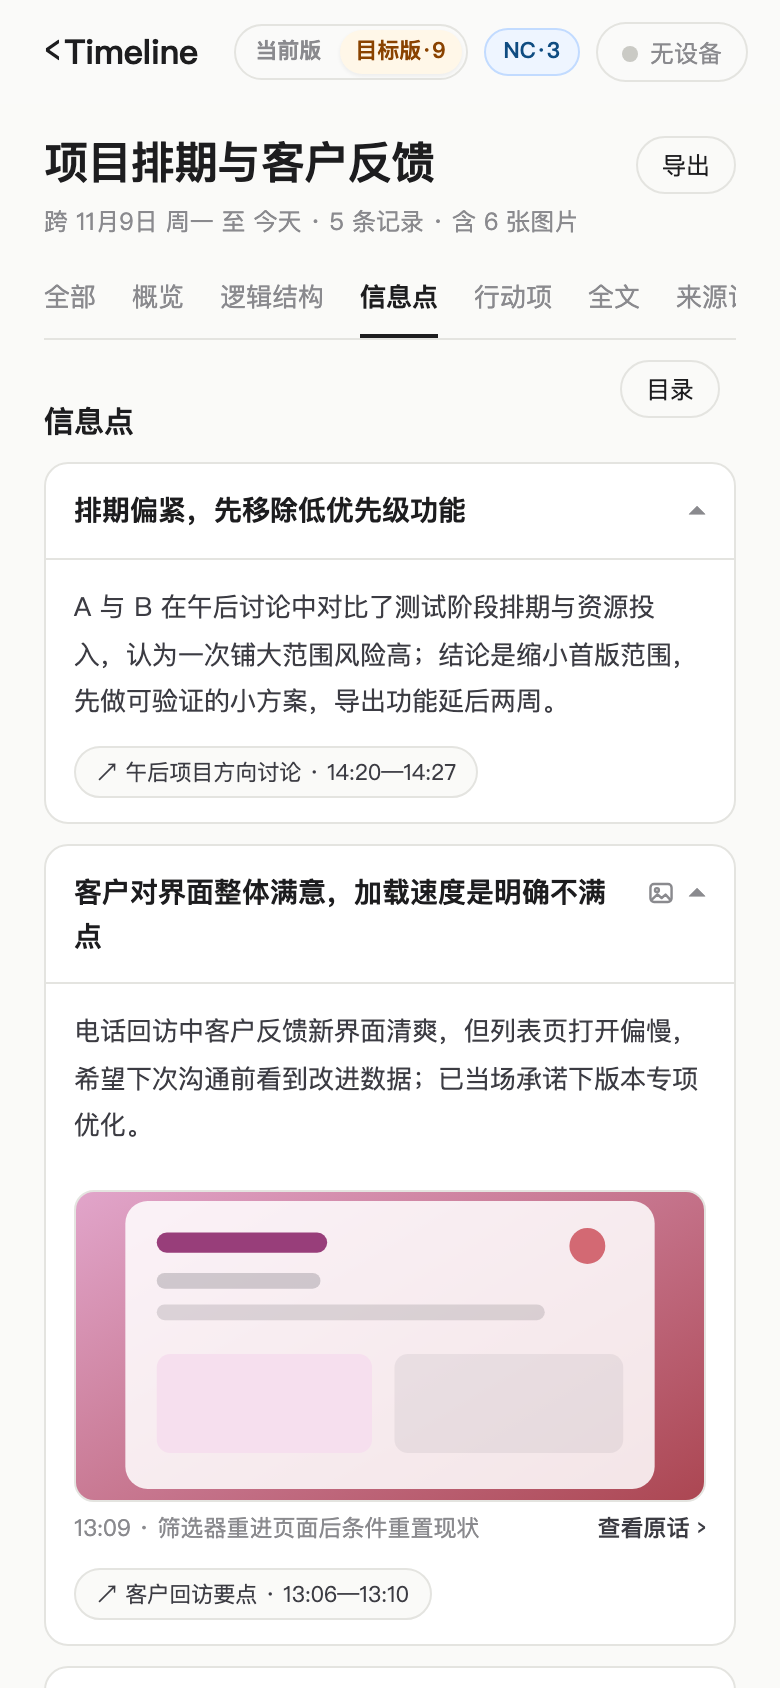 <Timeline 当前版 目标版·9 NC·3 无设备
项目排期与客户反馈 导出
跨 11月9日 周一 至 今天 · 5 条记录 · 含 6 张图片
全部 概览 逻辑结构 信息点 行动项 全文 来源
目录
信息点
排期偏紧，先移除低优先级功能
A 与 B 在午后讨论中对比了测试阶段排期与资源投
入，认为一次铺大范围风险高；结论是缩小首版范围，
先做可验证的小方案，导出功能延后两周。
↗ 午后项目方向讨论 · 14:20—14:27
客户对界面整体满意，加载速度是明确不满
点
电话回访中客户反馈新界面清爽，但列表页打开偏慢，
希望下次沟通前看到改进数据；已当场承诺下版本专项
优化。
13:09 · 筛选器重进页面后条件重置现状 查看原话 ›
↗ 客户回访要点 · 13:06—13:10